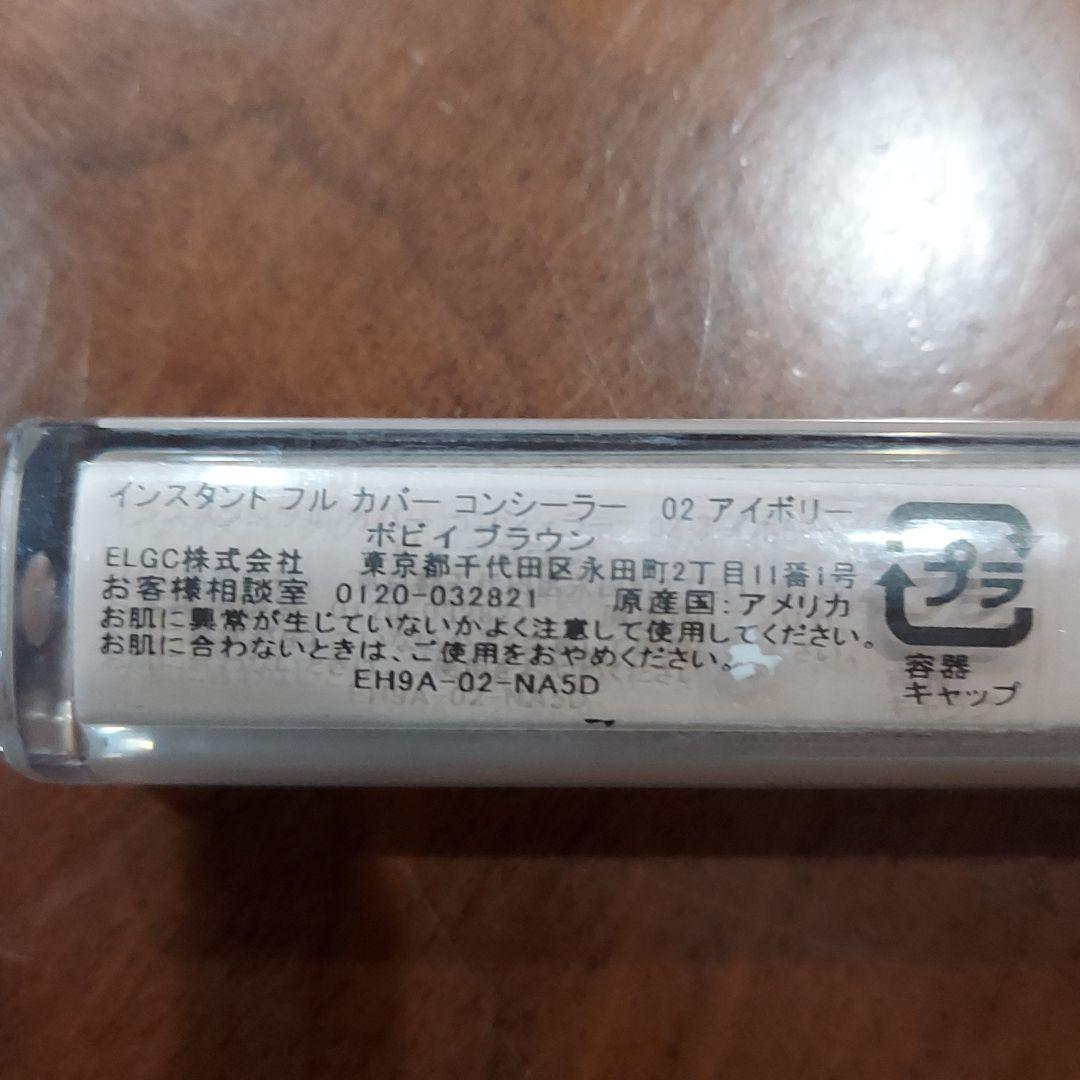 インスタント フル カバー コンシーラー 02 アイボリー
ボビイ ブラウン
ELGC株式会社 東京都千代田区永田町2丁目11番1号
お客様相談室 0120-032821 原産国:アメリカ
お肌に異常が生じていないかよく注意して使用してください。
お肌に合わないときは、ご使用をおやめください。
EH9A-02-NA5D
プラ
容器
キャップ